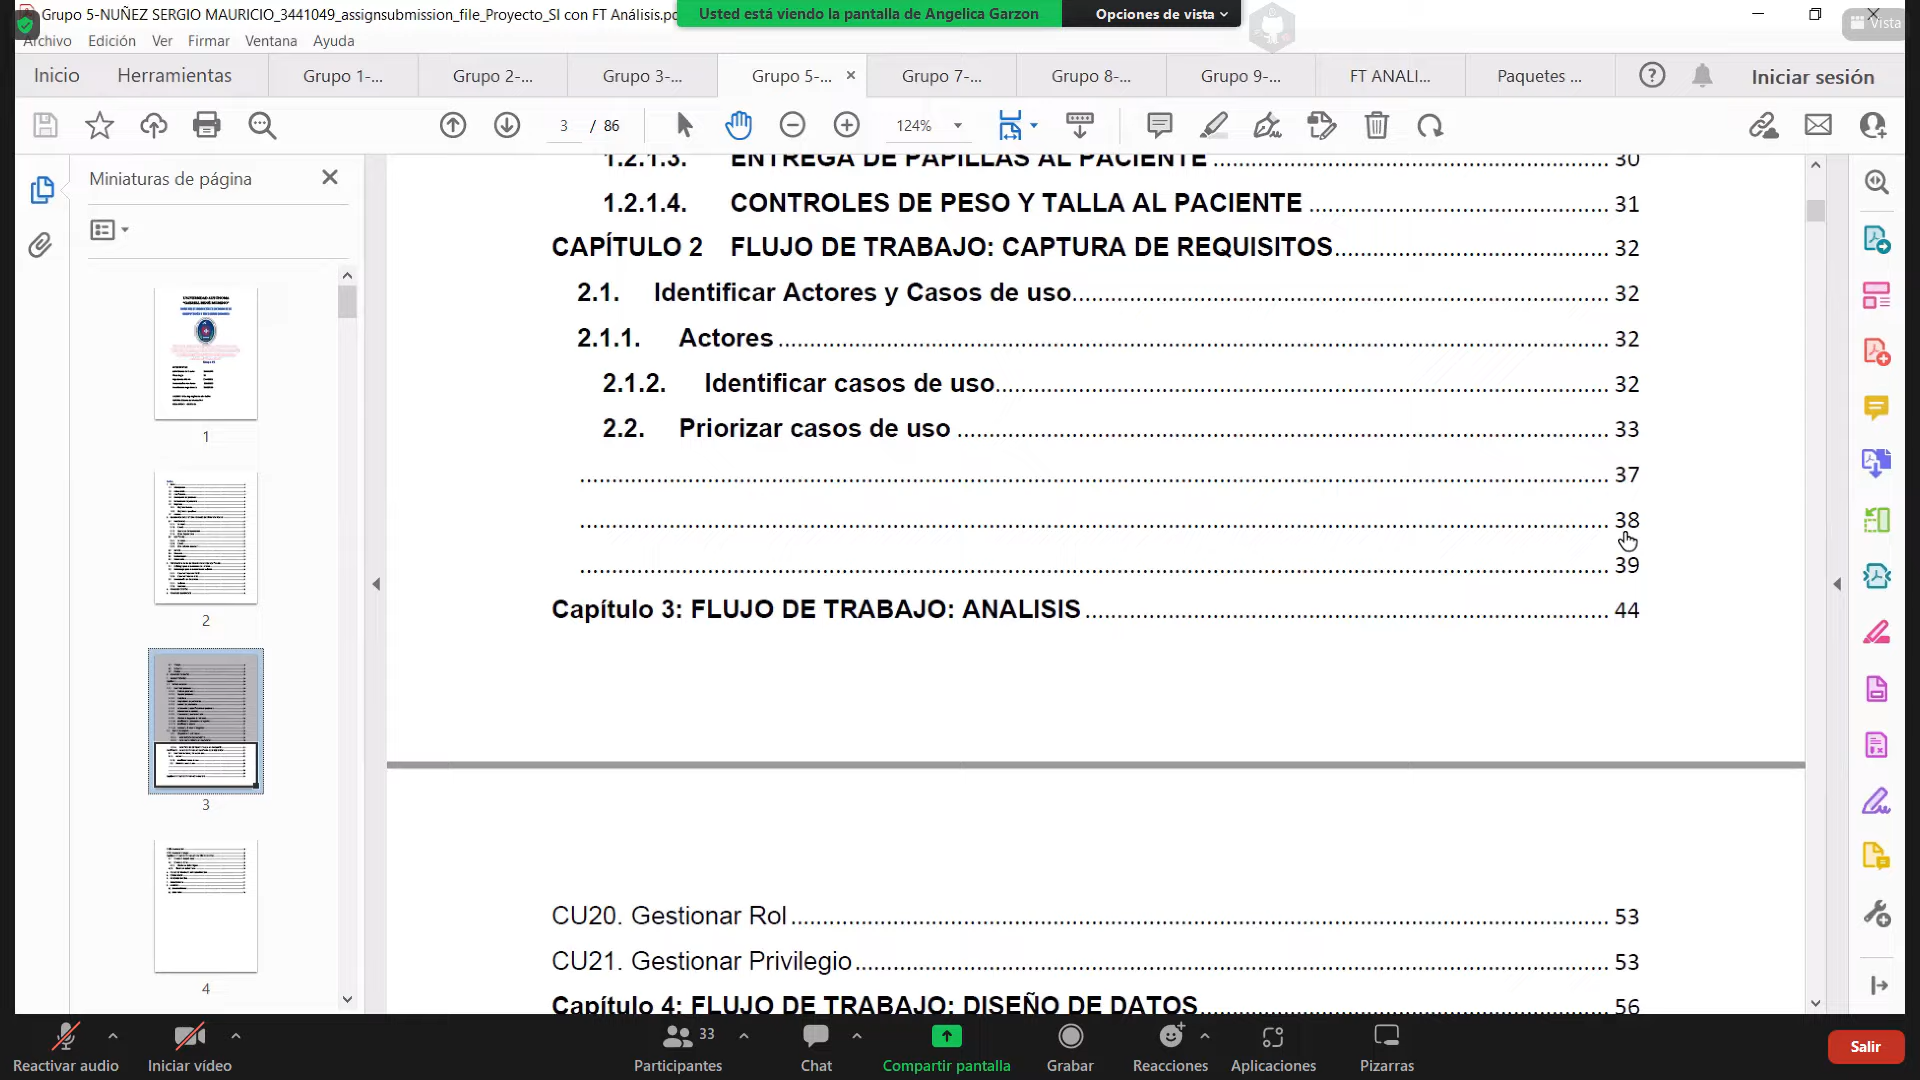 Grupo 5-NUÑEZ SERGIO MAURICIO_3441049_assignsubmission_file_Proyecto_SI con FT Análisis.pd
Usted está viendo la pantalla de Angelica Garzon
Opciones de vista
Vista
Archivo Edición Ver Firmar Ventana Ayuda
Inicio Herramientas Grupo 1-... Grupo 2-... Grupo 3-... Grupo 5-... Grupo 7-... Grupo 8-... Grupo 9-... FT ANALI... Paquetes ... Iniciar sesión
3 / 86 124%
Miniaturas de página
1
2
3
4
1.2.1.3. ENTREGA DE PAPILLAS AL PACIENTE 30
1.2.1.4. CONTROLES DE PESO Y TALLA AL PACIENTE 31
CAPÍTULO 2 FLUJO DE TRABAJO: CAPTURA DE REQUISITOS 32
2.1. Identificar Actores y Casos de uso 32
2.1.1. Actores 32
2.1.2. Identificar casos de uso 32
2.2. Priorizar casos de uso 33
37
38
39
Capítulo 3: FLUJO DE TRABAJO: ANALISIS 44
CU20. Gestionar Rol 53
CU21. Gestionar Privilegio 53
Capítulo 4: FLUJO DE TRABAJO: DISEÑO DE DATOS 56
Reactivar audio
Iniciar vídeo
33
Participantes
Chat
Compartir pantalla
Grabar
Reacciones
Aplicaciones
Pizarras
Salir